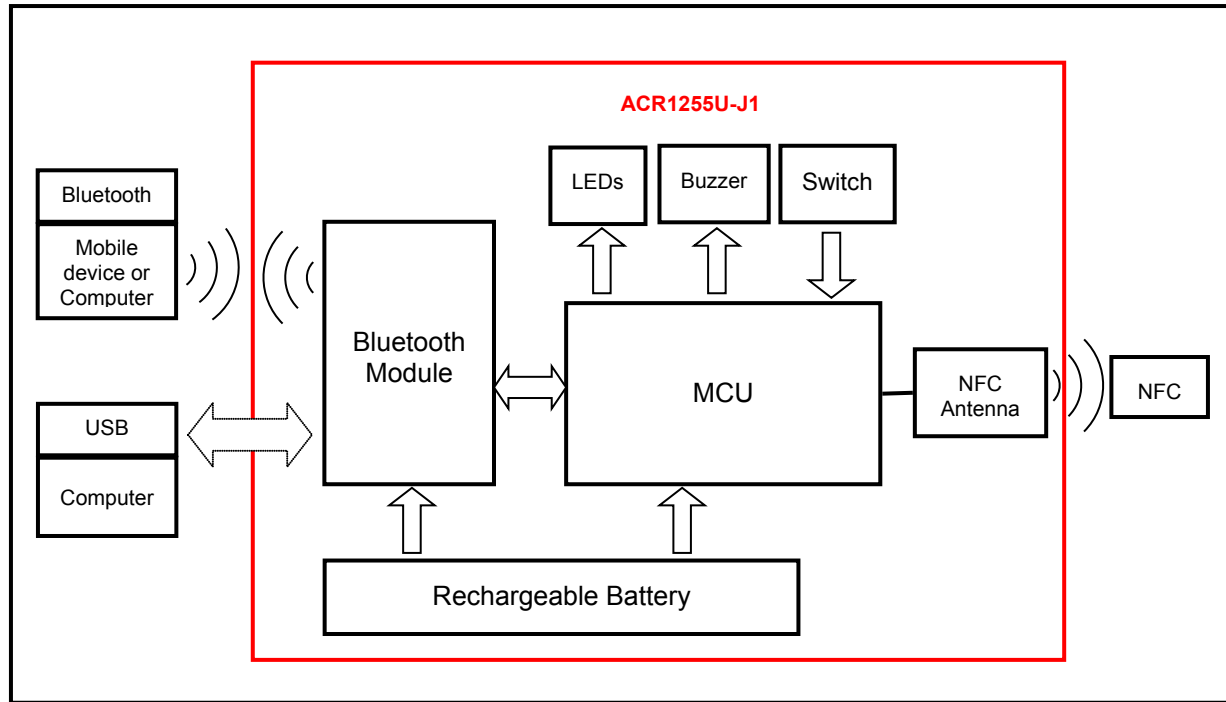 ACR1255U-J1
LEDs
Buzzer
Switch
Bluetooth
Mobile
device or
Computer
Bluetooth
Module
MCU
NFC
Antenna
NFC
USB
Computer
Rechargeable Battery